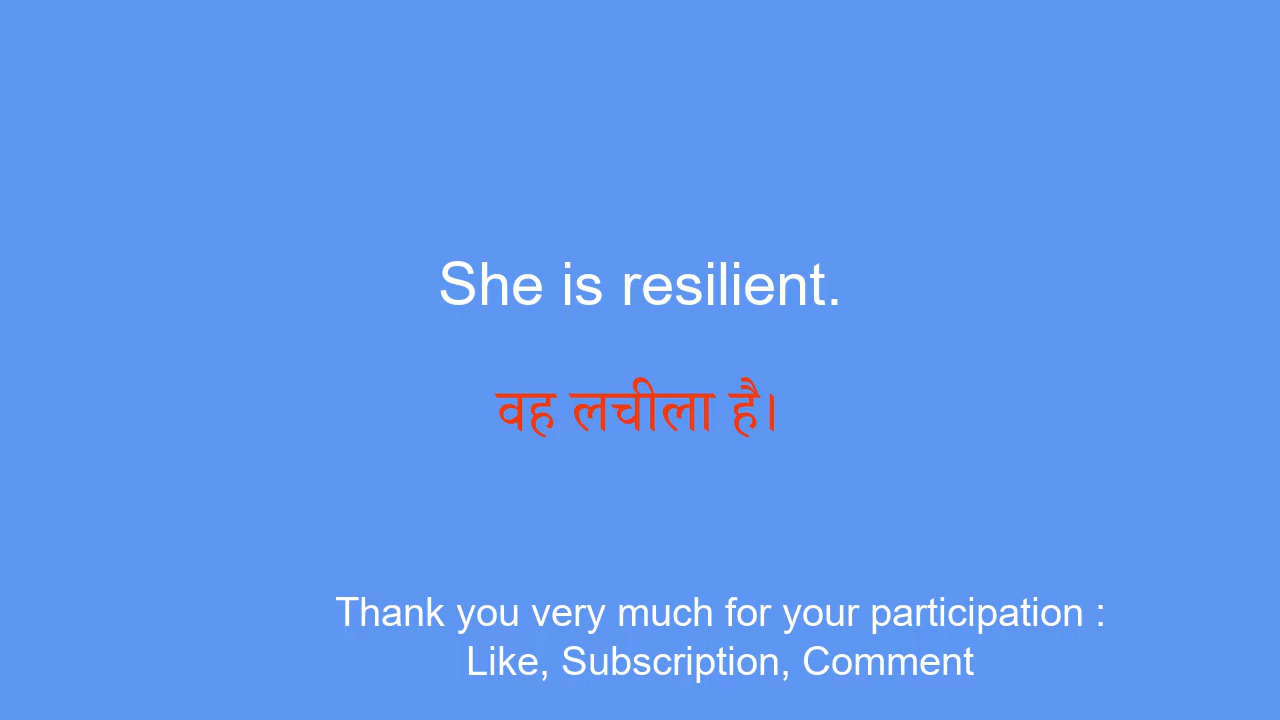 She is resilient.
वह लचीला है।
Thank you very much for your participation :
Like, Subscription, Comment